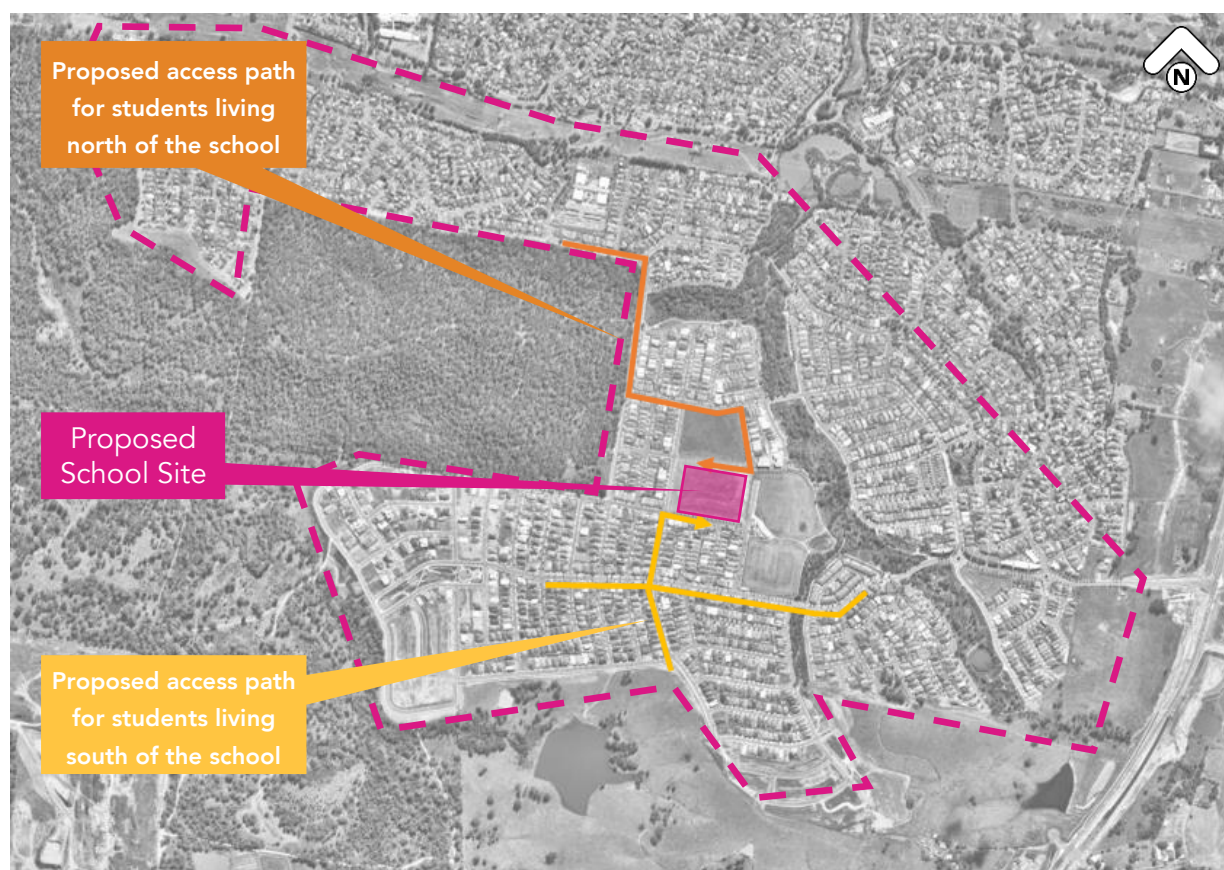 Proposed access path
for students living
north of the school
N
Proposed
School Site
Proposed access path
for students living
south of the school